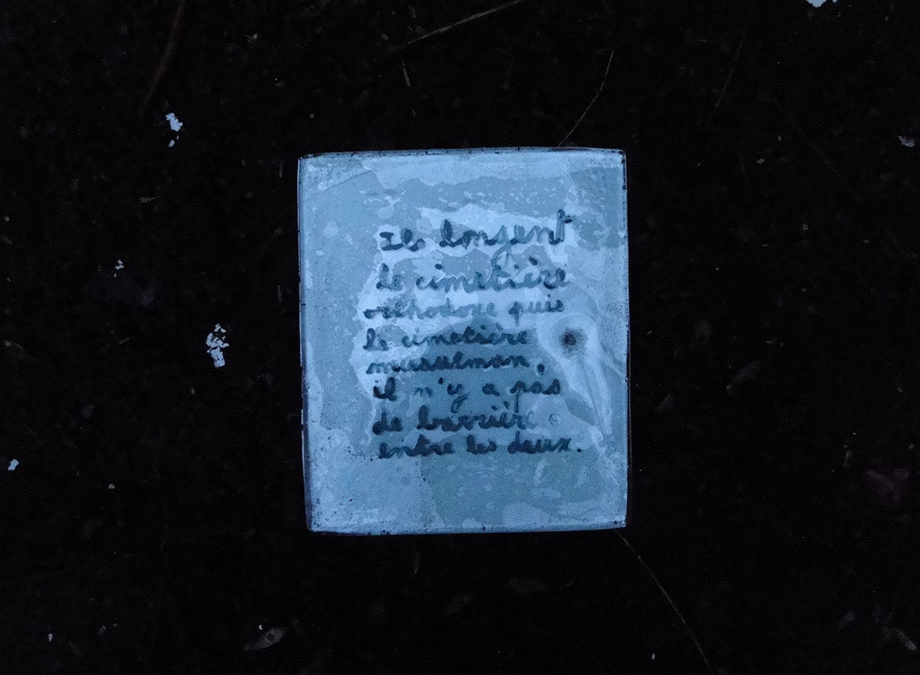 Ils longent
le cimetière
orthodoxe puis
le cimetière
musulman,
il n'y a pas
de barrière
entre les deux.